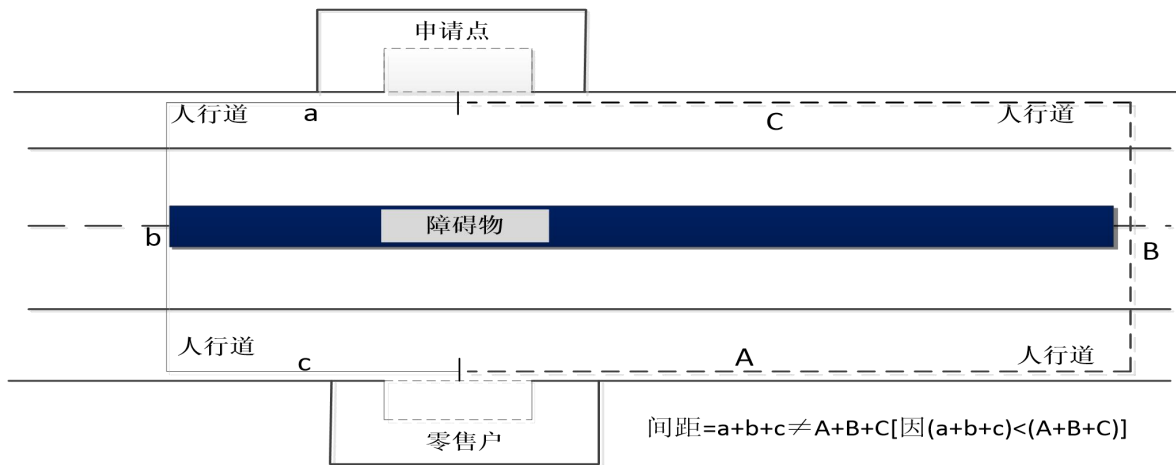 申请点
人行道
a
C
人行道
障碍物
b
B
人行道
c
A
人行道
零售户
间距=a+b+c≠A+B+C[因(a+b+c)<(A+B+C)]